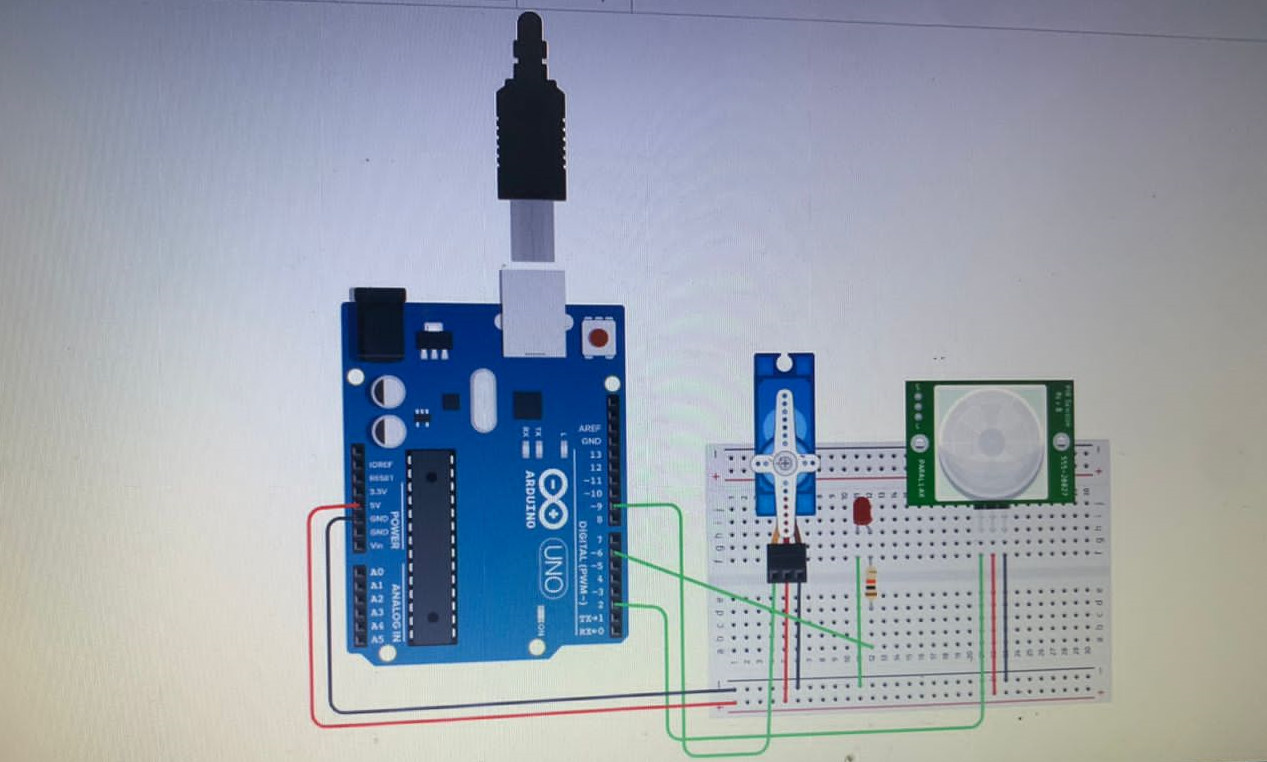 AREF
GND
13
12
~11
~10
~9
8
7
~6
~5
4
~3
2
TX→1
RX←0
DIGITAL (PWM~)
IOREF
RESET
3.3V
5V
GND
GND
Vin
POWER
A0
A1
A2
A3
A4
A5
ANALOG IN
TX
RX
L
ARDUINO
UNO
ON
PIR Sensor
Rev B
555-28027
PARALLAX
- -
+ +
j j
i i
h h
g g
f f
e e
d d
c c
b b
a a
- -
+ +